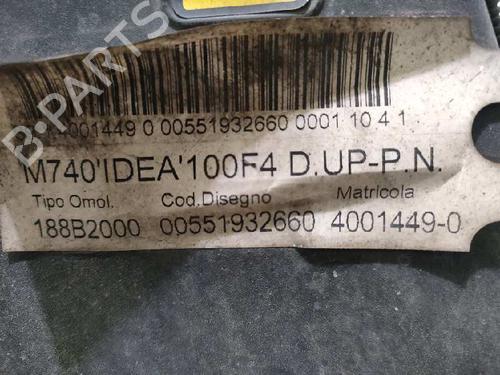 4001449 0 00551932660 0001 10 4 1
M740'IDEA'100F4 D.UP-P.N.
Tipo Omol. Cod.Disegno Matricola
188B2000 00551932660 4001449-0
B-PARTS